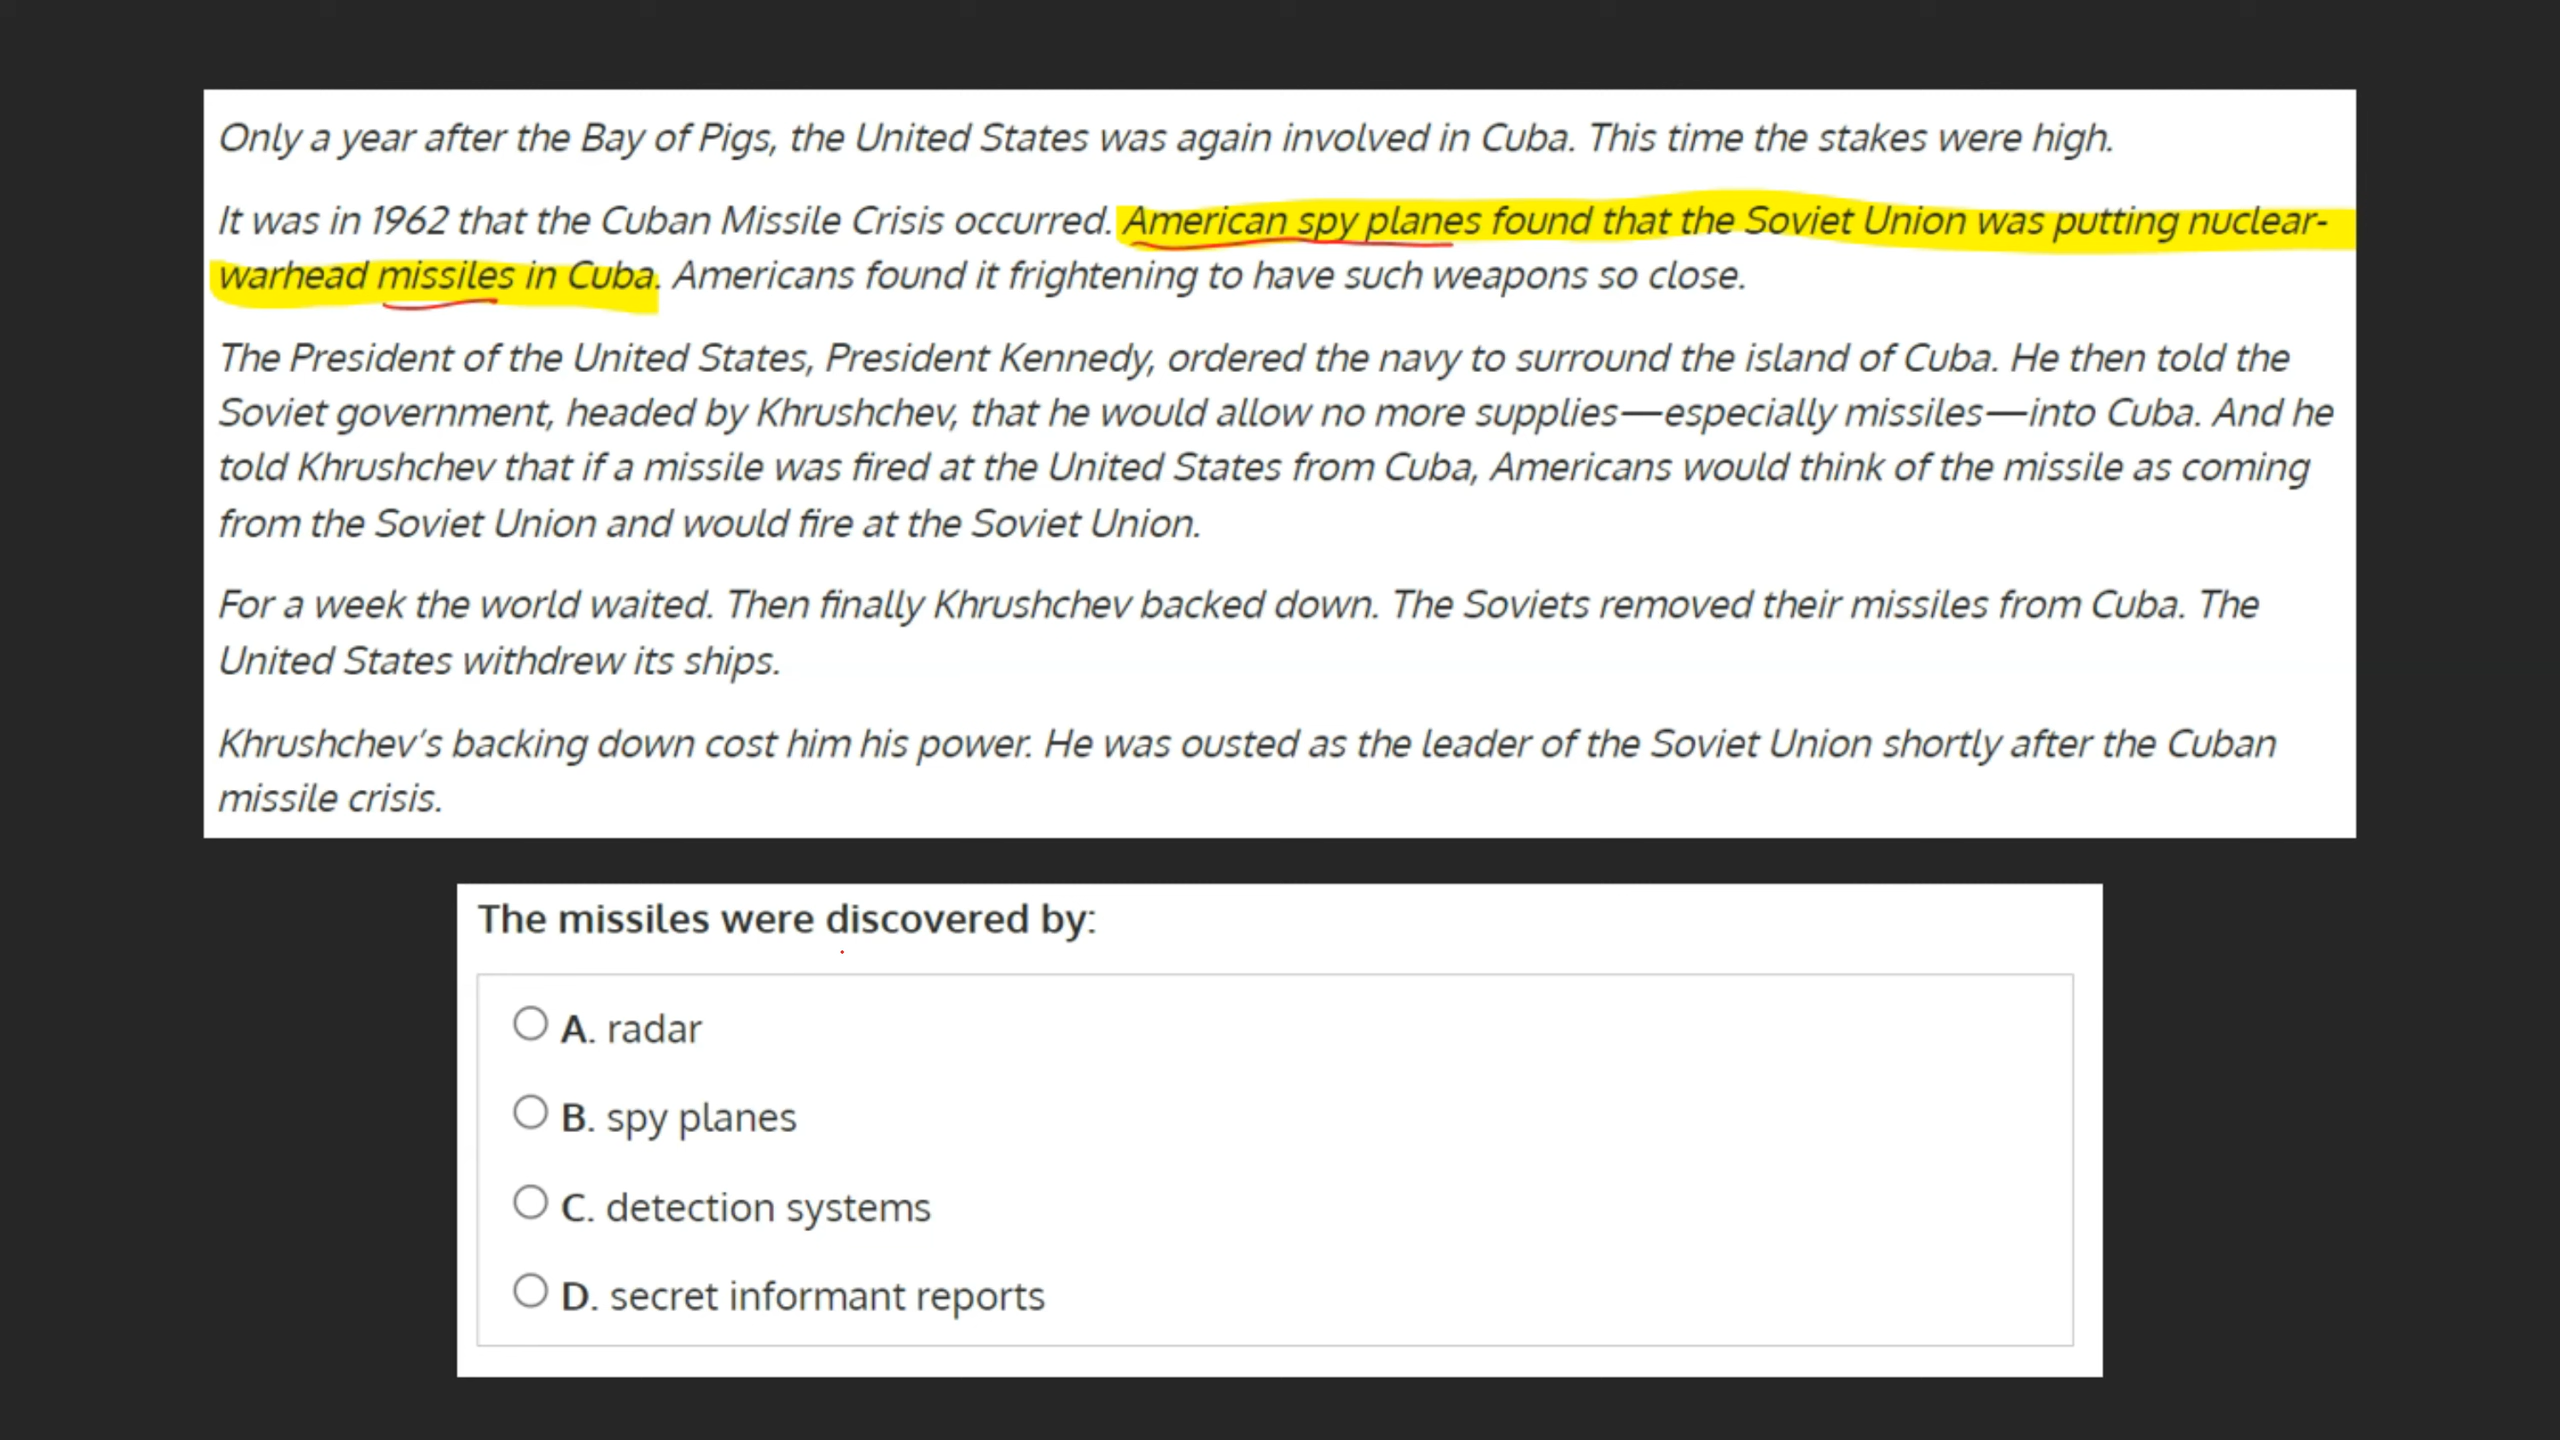 Only a year after the Bay of Pigs, the United States was again involved in Cuba. This time the stakes were high.
It was in 1962 that the Cuban Missile Crisis occurred. American spy planes found that the Soviet Union was putting nuclear-
warhead missiles in Cuba. Americans found it frightening to have such weapons so close.
The President of the United States, President Kennedy, ordered the navy to surround the island of Cuba. He then told the
Soviet government, headed by Khrushchev, that he would allow no more supplies—especially missiles—into Cuba. And he
told Khrushchev that if a missile was fired at the United States from Cuba, Americans would think of the missile as coming
from the Soviet Union and would fire at the Soviet Union.
For a week the world waited. Then finally Khrushchev backed down. The Soviets removed their missiles from Cuba. The
United States withdrew its ships.
Khrushchev's backing down cost him his power. He was ousted as the leader of the Soviet Union shortly after the Cuban
missile crisis.
The missiles were discovered by:
A. radar
B. spy planes
C. detection systems
D. secret informant reports